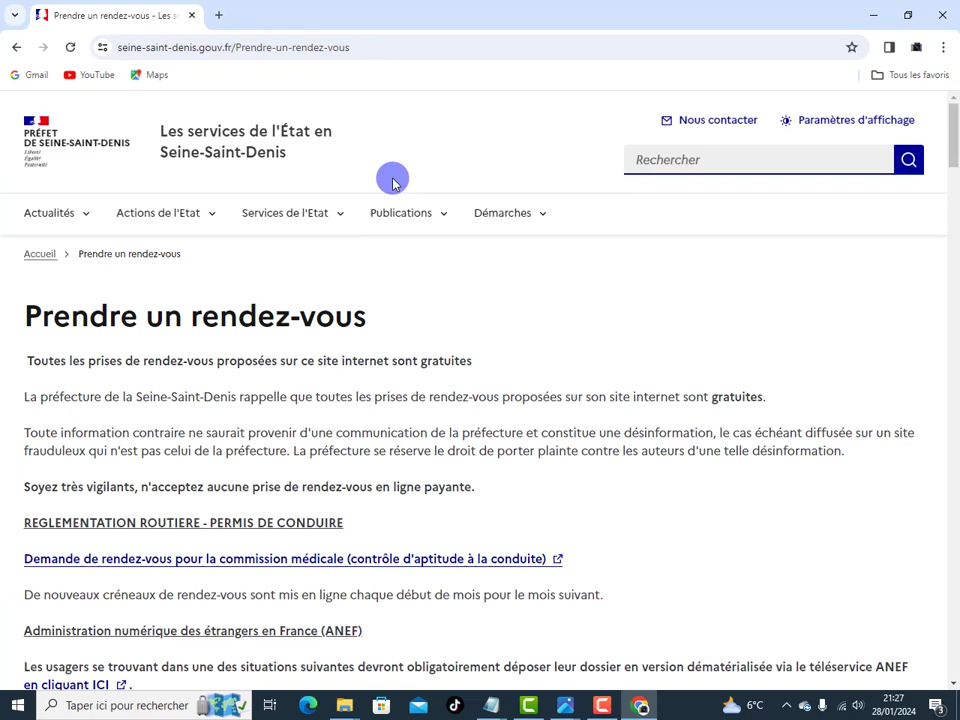 Prendre un rendez-vous - Les s
seine-saint-denis.gouv.fr/Prendre-un-rendez-vous
Gmail
YouTube
Maps
Tous les favoris
PRÉFET
DE SEINE-SAINT-DENIS
Liberté
Égalité
Fraternité
Les services de l'État en
Seine-Saint-Denis
Nous contacter
Paramètres d'affichage
Rechercher
Actualités
Actions de l'Etat
Services de l'Etat
Publications
Démarches
Accueil > Prendre un rendez-vous
Prendre un rendez-vous
Toutes les prises de rendez-vous proposées sur ce site internet sont gratuites
La préfecture de la Seine-Saint-Denis rappelle que toutes les prises de rendez-vous proposées sur son site internet sont gratuites.
Toute information contraire ne saurait provenir d'une communication de la préfecture et constitue une désinformation, le cas échéant diffusée sur un site
frauduleux qui n'est pas celui de la préfecture. La préfecture se réserve le droit de porter plainte contre les auteurs d'une telle désinformation.
Soyez très vigilants, n'acceptez aucune prise de rendez-vous en ligne payante.
REGLEMENTATION ROUTIERE - PERMIS DE CONDUIRE
Demande de rendez-vous pour la commission médicale (contrôle d'aptitude à la conduite)
De nouveaux créneaux de rendez-vous sont mis en ligne chaque début de mois pour le mois suivant.
Administration numérique des étrangers en France (ANEF)
Les usagers se trouvant dans une des situations suivantes devront obligatoirement déposer leur dossier en version dématérialisée via le téléservice ANEF
en cliquant ICI .
Taper ici pour rechercher
6°C
21:27
28/01/2024
3